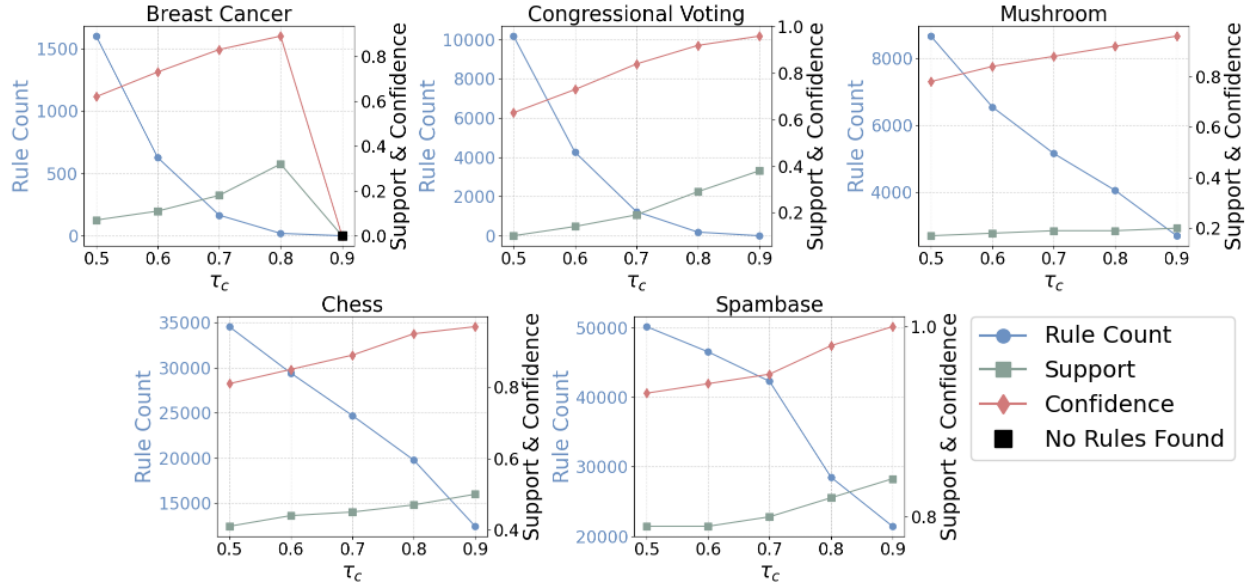 Breast Cancer
Rule Count
1500
1000
500
0
0.8
0.6
0.4
0.2
0.0
Support & Confidence
0.5 0.6 0.7 0.8 0.9
τc
Congressional Voting
Rule Count
10000
8000
6000
4000
2000
0
1.0
0.8
0.6
0.4
0.2
Support & Confidence
0.5 0.6 0.7 0.8 0.9
τc
Mushroom
Rule Count
8000
6000
4000
0.8
0.6
0.4
0.2
Support & Confidence
0.5 0.6 0.7 0.8 0.9
τc
Chess
Rule Count
35000
30000
25000
20000
15000
0.8
0.6
0.4
Support & Confidence
0.5 0.6 0.7 0.8 0.9
τc
Spambase
Rule Count
50000
40000
30000
20000
1.0
0.8
Support & Confidence
0.5 0.6 0.7 0.8 0.9
τc
Rule Count
Support
Confidence
No Rules Found